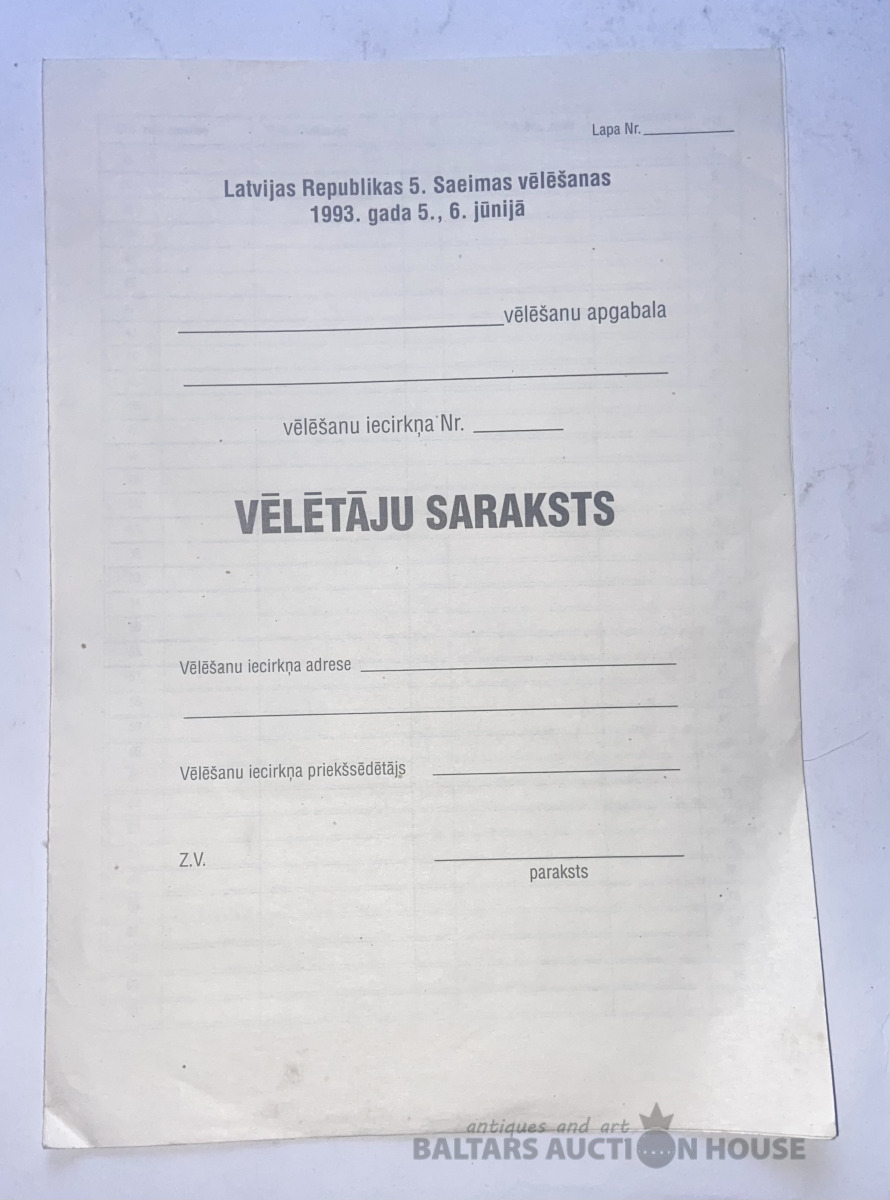 Lapa Nr.
Latvijas Republikas 5. Saeimas vēlēšanas
1993. gada 5., 6. jūnijā
vēlēšanu apgabala
vēlēšanu iecirkņa Nr.
VĒLĒTĀJU SARAKSTS
Vēlēšanu iecirkņa adrese
Vēlēšanu iecirkņa priekšsēdētājs
Z.V.
paraksts
antiques and art
BALTARS AUCTION HOUSE